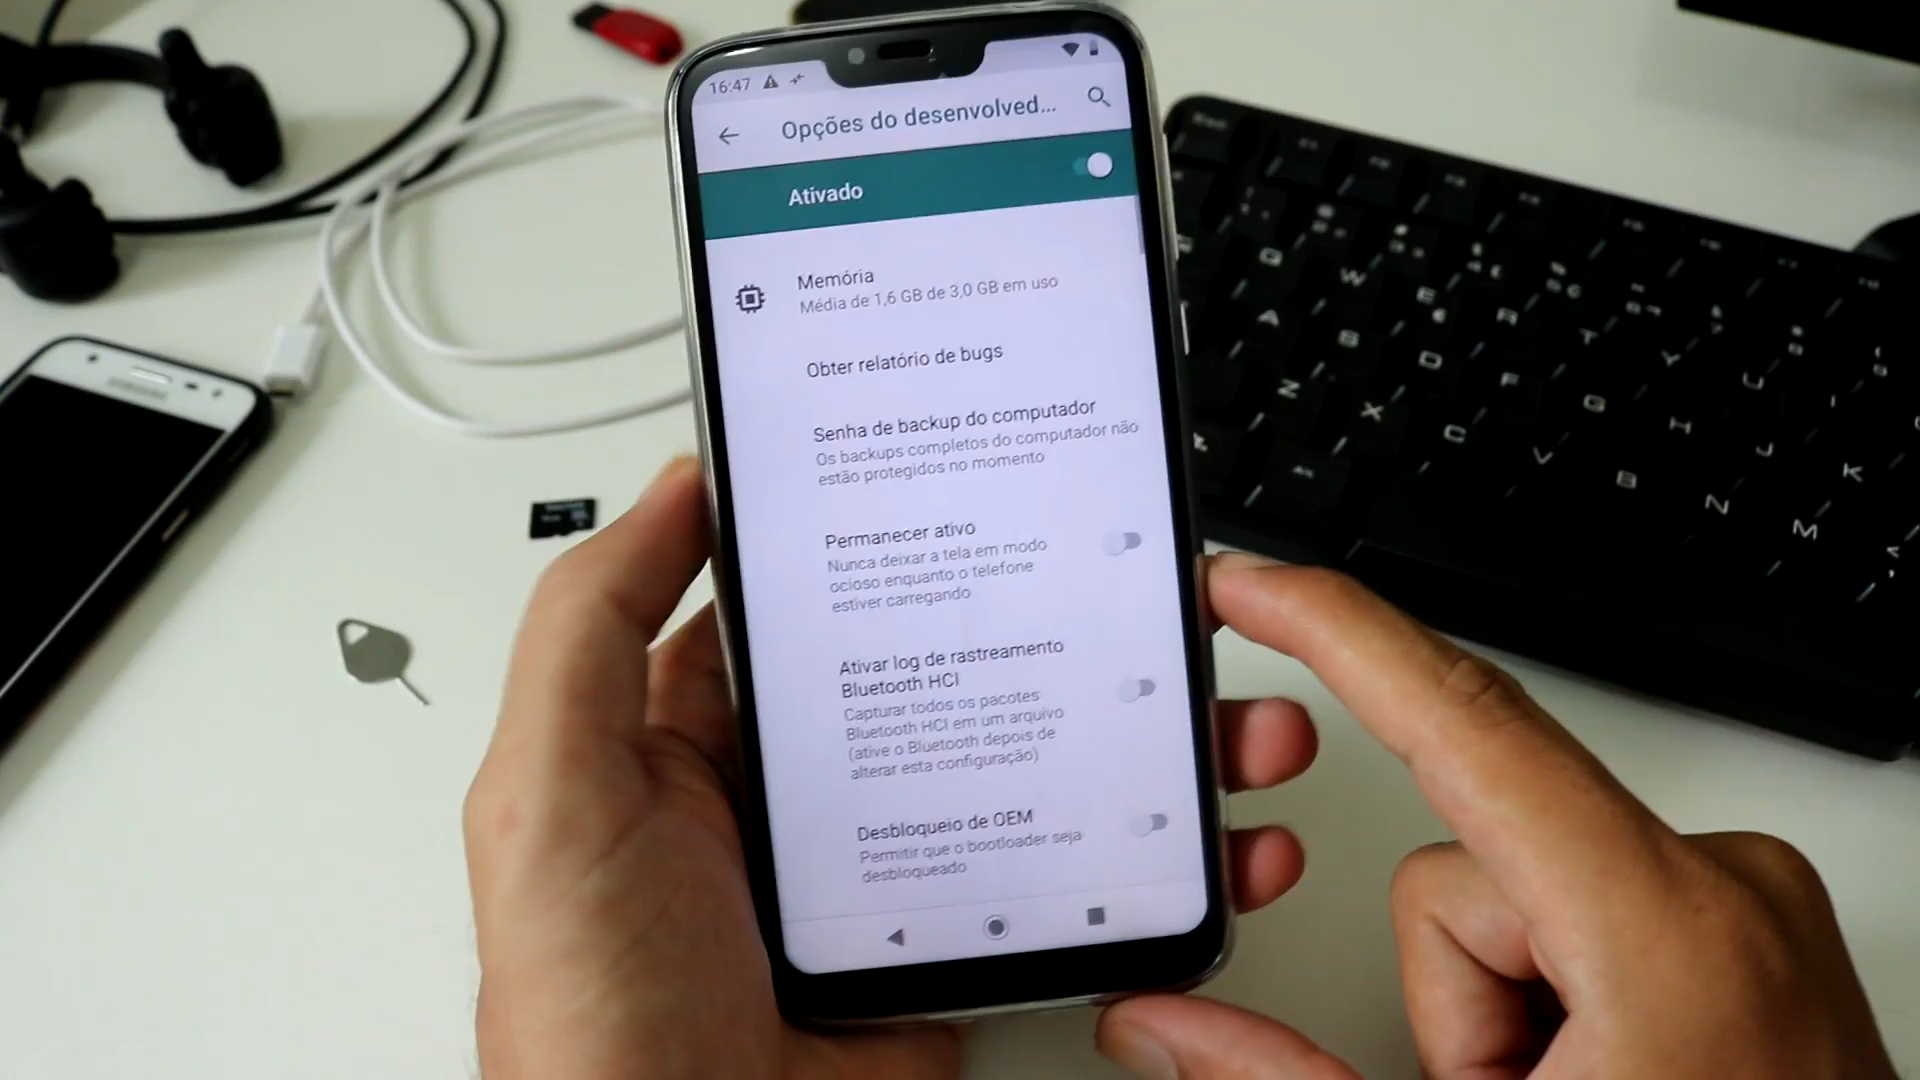 16:47
Opções do desenvolved...
Ativado
Memória
Média de 1,6 GB de 3,0 GB em uso
Obter relatório de bugs
Senha de backup do computador
Os backups completos do computador não
estão protegidos no momento
Permanecer ativo
Nunca deixar a tela em modo
ocioso enquanto o telefone
estiver carregando
Ativar log de rastreamento
Bluetooth HCI
Capturar todos os pacotes
Bluetooth HCI em um arquivo
(ative o Bluetooth depois de
alterar esta configuração)
Desbloqueio de OEM
Permitir que o bootloader seja
desbloqueado
Q W E R T Y U I
A S D F G H J K
Z X C V B N M